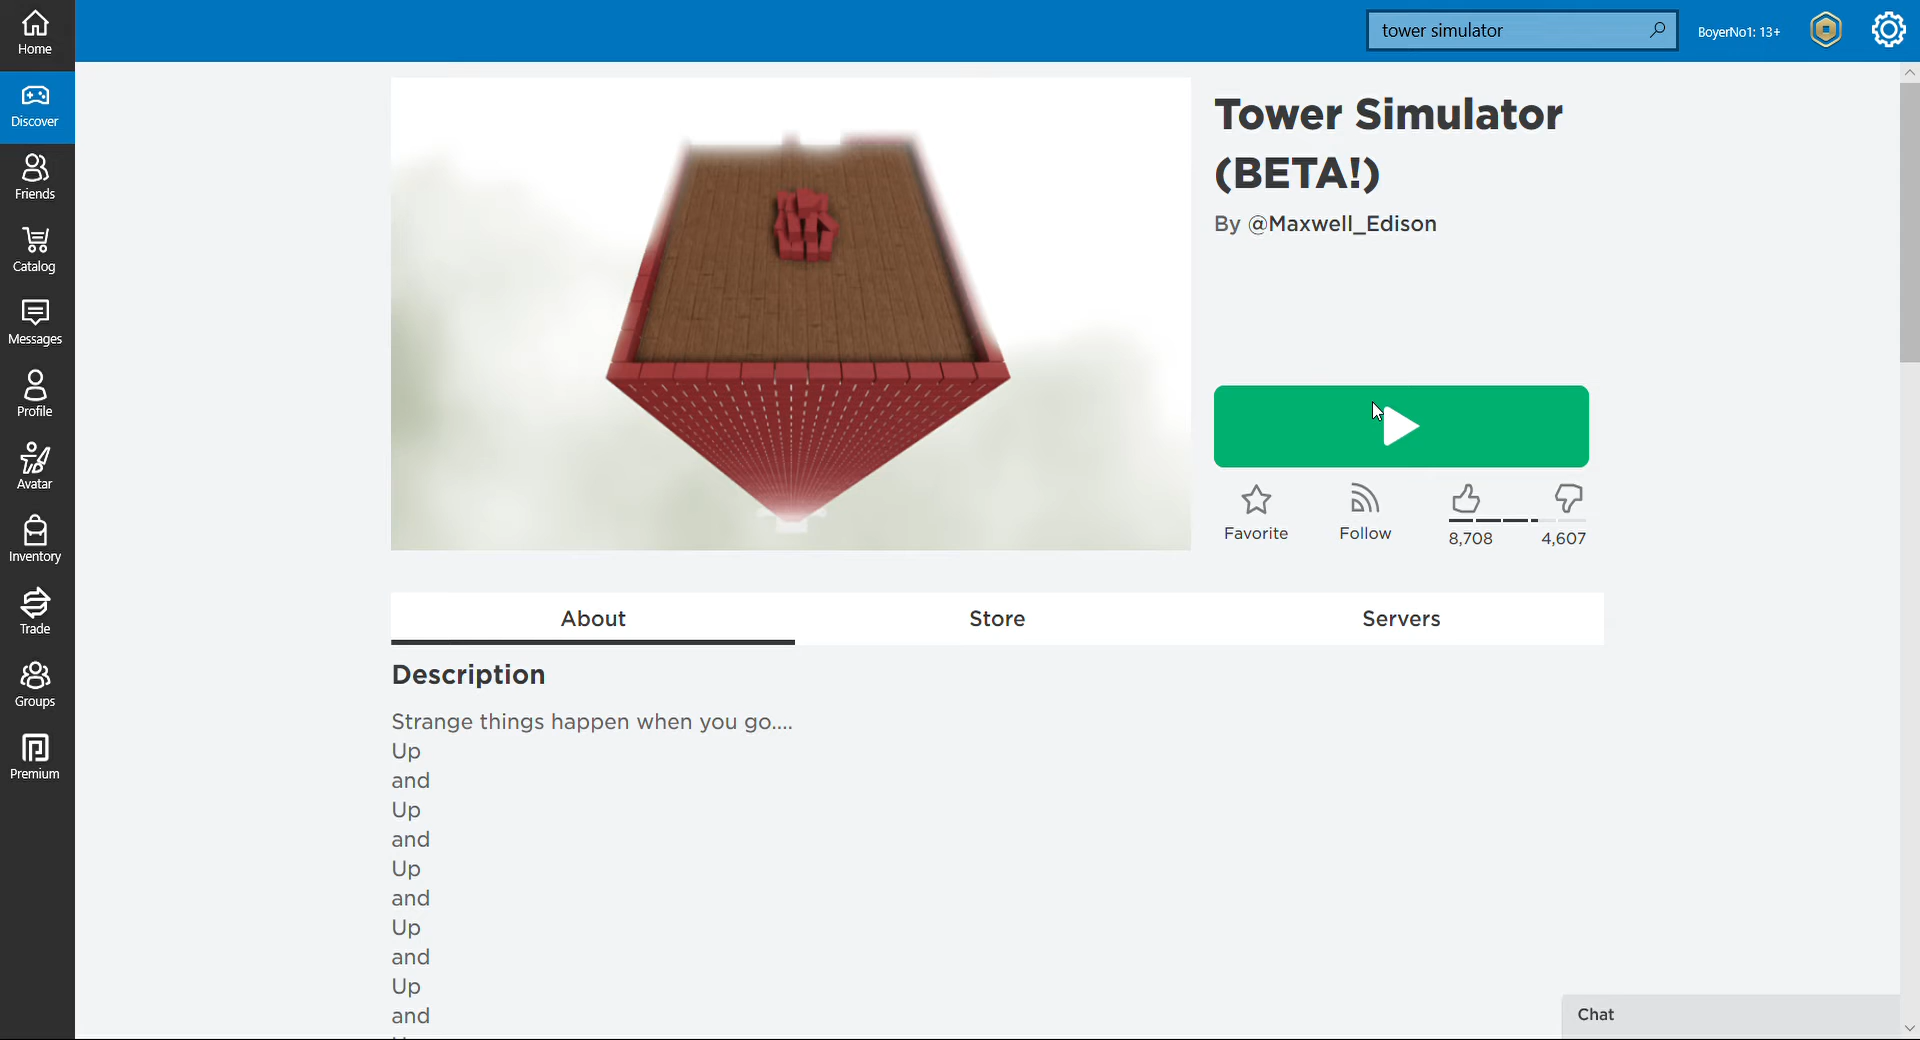 Home
Discover
Friends
Catalog
Messages
Profile
Avatar
Inventory
Trade
Groups
Premium
tower simulator
BoyerNo1: 13+
Tower Simulator
(BETA!)
By @Maxwell_Edison
Favorite
Follow
8,708
4,607
About
Store
Servers
Description
Strange things happen when you go....
Up
and
Up
and
Up
and
Up
and
Up
and
Chat